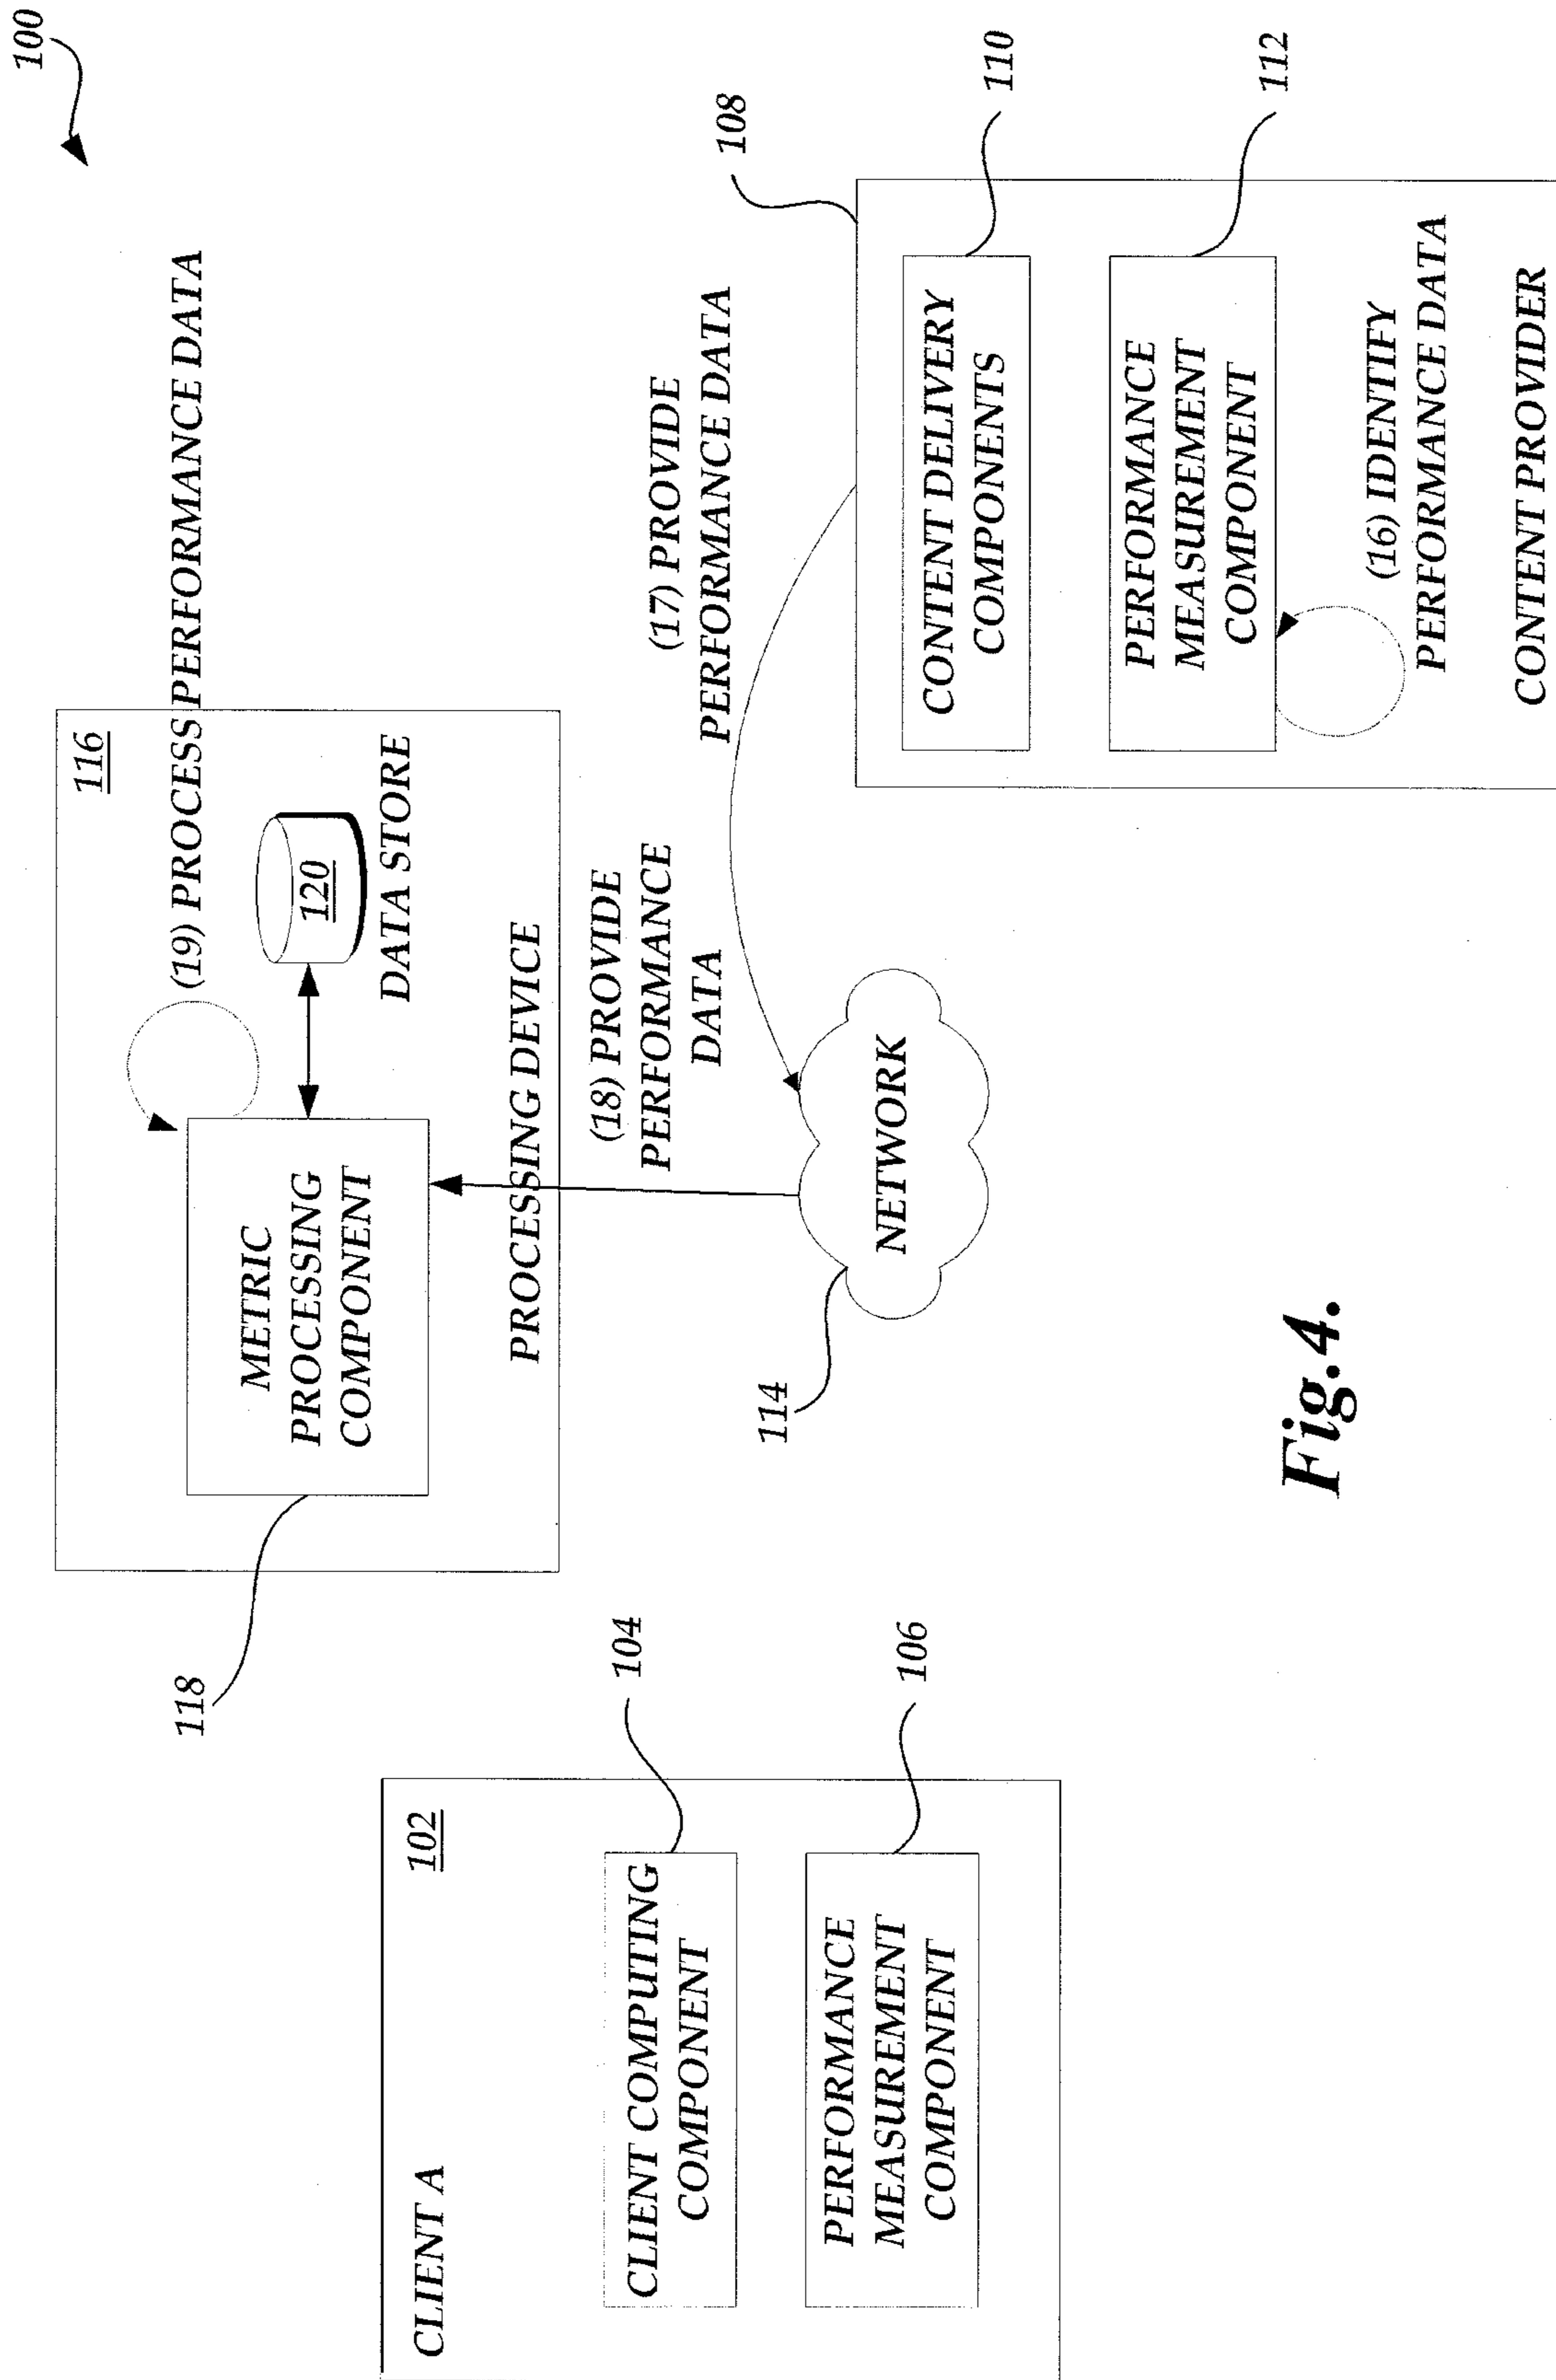 100
116
(19) PROCESS PERFORMANCE DATA
METRIC
PROCESSING
COMPONENT
120
DATA STORE
118
PROCESSING DEVICE
CLIENT A
102
CLIENT COMPUTING
COMPONENT
104
PERFORMANCE
MEASUREMENT
COMPONENT
106
(18) PROVIDE
PERFORMANCE
DATA
(17) PROVIDE
PERFORMANCE DATA
114
NETWORK
108
CONTENT DELIVERY
COMPONENTS
110
PERFORMANCE
MEASUREMENT
COMPONENT
112
(16) IDENTIFY
PERFORMANCE DATA
CONTENT PROVIDER
Fig.4.